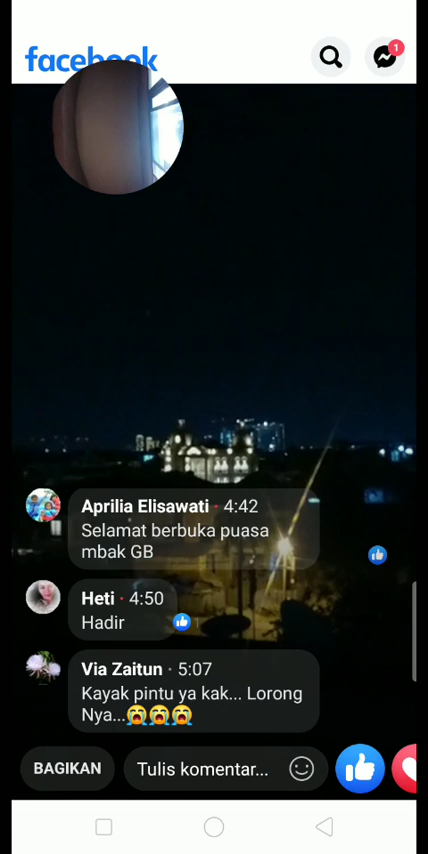 facebook
1
Aprilia Elisawati · 4:42
Selamat berbuka puasa
mbak GB
Heti · 4:50
Hadir
Via Zaitun · 5:07
Kayak pintu ya kak... Lorong
Nya...😭😭😭
BAGIKAN
Tulis komentar...